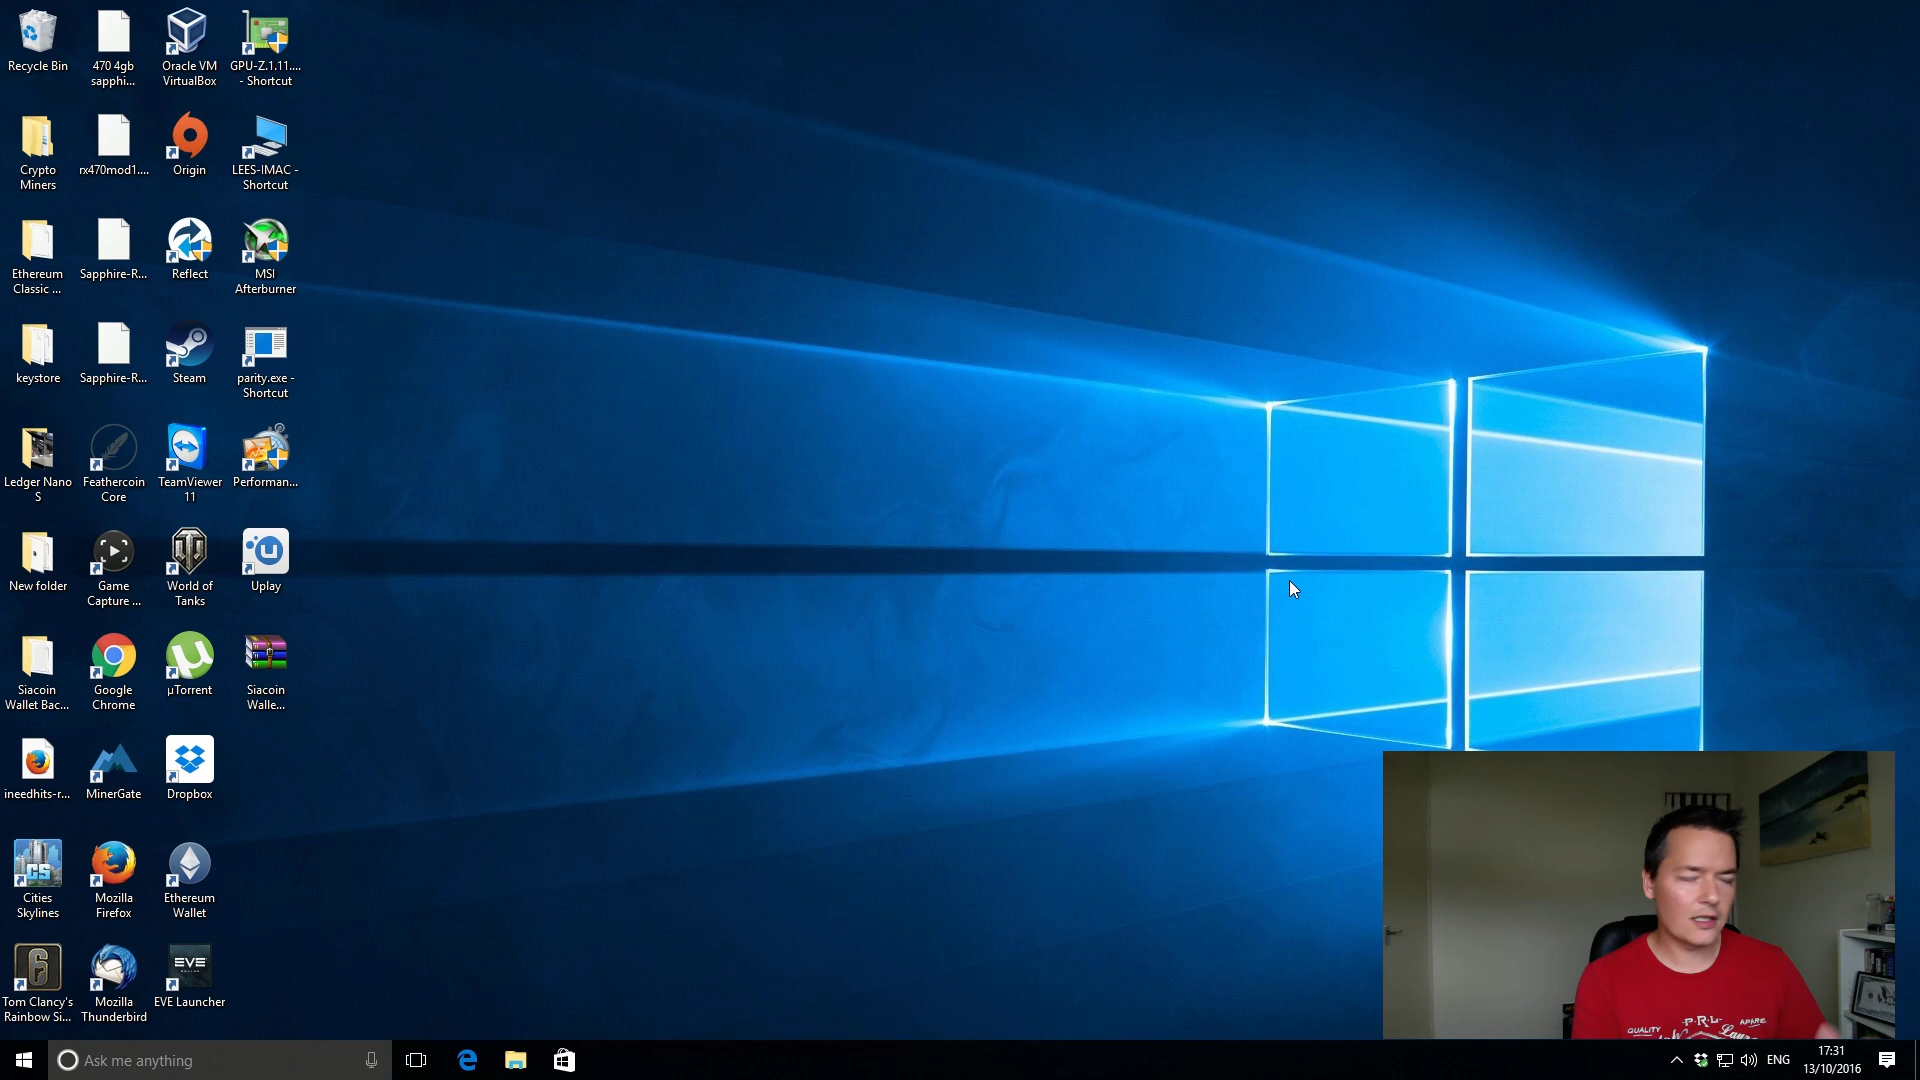 Recycle Bin
470 4gb
sapphi...
Oracle VM
VirtualBox
GPU-Z.1.11....
- Shortcut
Crypto
Miners
rx470mod1....
Origin
LEES-IMAC -
Shortcut
Ethereum
Classic ...
Sapphire-R...
Reflect
MSI
Afterburner
keystore
Sapphire-R...
Steam
parity.exe -
Shortcut
Ledger Nano
S
Feathercoin
Core
TeamViewer
11
Performan...
New folder
Game
Capture ...
World of
Tanks
Uplay
Siacoin
Wallet Bac...
Google
Chrome
µTorrent
Siacoin
Walle...
ineedhits-r...
MinerGate
Dropbox
CS
Cities
Skylines
Mozilla
Firefox
Ethereum
Wallet
Tom Clancy's
Rainbow Si...
Mozilla
Thunderbird
EVE
EVE Launcher
QUALITY
P.R.L.
Ask me anything
ENG
17:31
13/10/2016